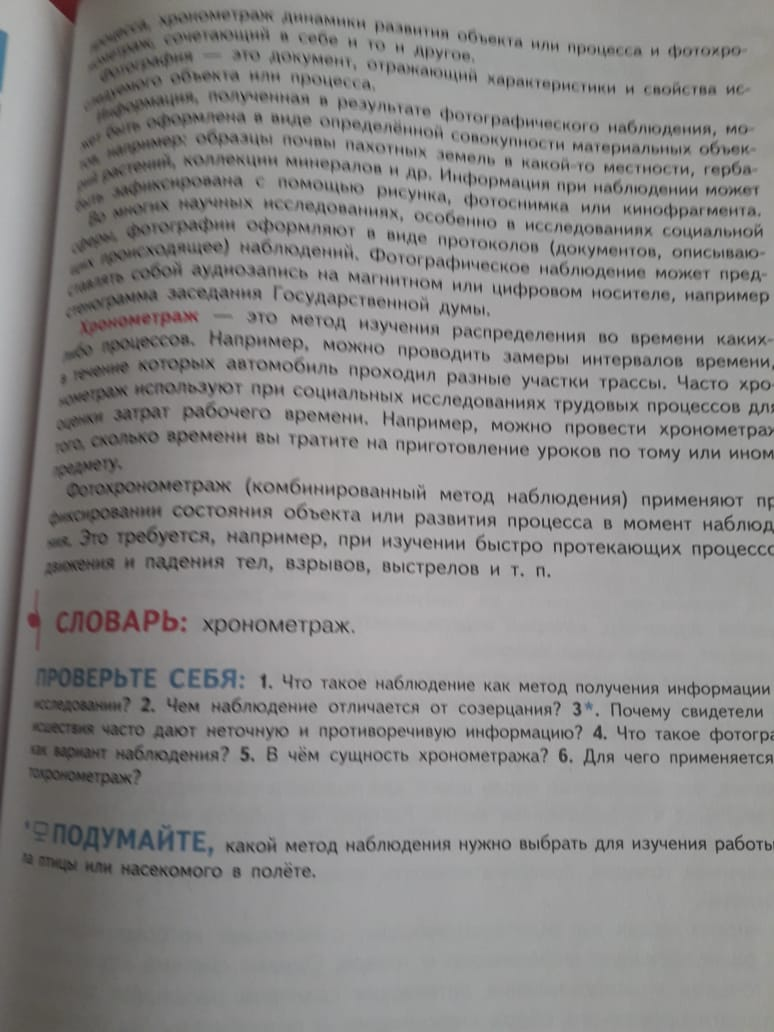 процесса, хронометраж динамики развития объекта или процесса и фотохро-
нометраж, сочетающий в себе и то и другое.
Фотография — это документ, отражающий характеристики и свойства ис-
следуемого объекта или процесса.
Информация, полученная в результате фотографического наблюдения, мо-
жет быть оформлена в виде определённой совокупности материальных объек-
тов, например: образцы почвы пахотных земель в какой-то местности, герба-
рий растений, коллекции минералов и др. Информация при наблюдении может
быть зафиксирована с помощью рисунка, фотоснимка или кинофрагмента.
Во многих научных исследованиях, особенно в исследованиях социальной
сферы, фотографии оформляют в виде протоколов (документов, описываю-
щих происходящее) наблюдений. Фотографическое наблюдение может пред-
ставлять собой аудиозапись на магнитном или цифровом носителе, например
стенограмма заседания Государственной думы.
Хронометраж — это метод изучения распределения во времени каких-
либо процессов. Например, можно проводить замеры интервалов времени,
в течение которых автомобиль проходил разные участки трассы. Часто хро-
нометраж используют при социальных исследованиях трудовых процессов для
оценки затрат рабочего времени. Например, можно провести хронометраж
того, сколько времени вы тратите на приготовление уроков по тому или ином
предмету.
Фотохронометраж (комбинированный метод наблюдения) применяют пр
фиксировании состояния объекта или развития процесса в момент наблюд
ния. Это требуется, например, при изучении быстро протекающих процессо
движения и падения тел, взрывов, выстрелов и т. п.
СЛОВАРЬ: хронометраж.
ПРОВЕРЬТЕ СЕБЯ: 1. Что такое наблюдение как метод получения информации
исследовании? 2. Чем наблюдение отличается от созерцания? 3*. Почему свидетели
исшествия часто дают неточную и противоречивую информацию? 4. Что такое фотогра
как вариант наблюдения? 5. В чём сущность хронометража? 6. Для чего применяется
тохронометраж?
ПОДУМАЙТЕ, какой метод наблюдения нужно выбрать для изучения работы
ла птицы или насекомого в полёте.